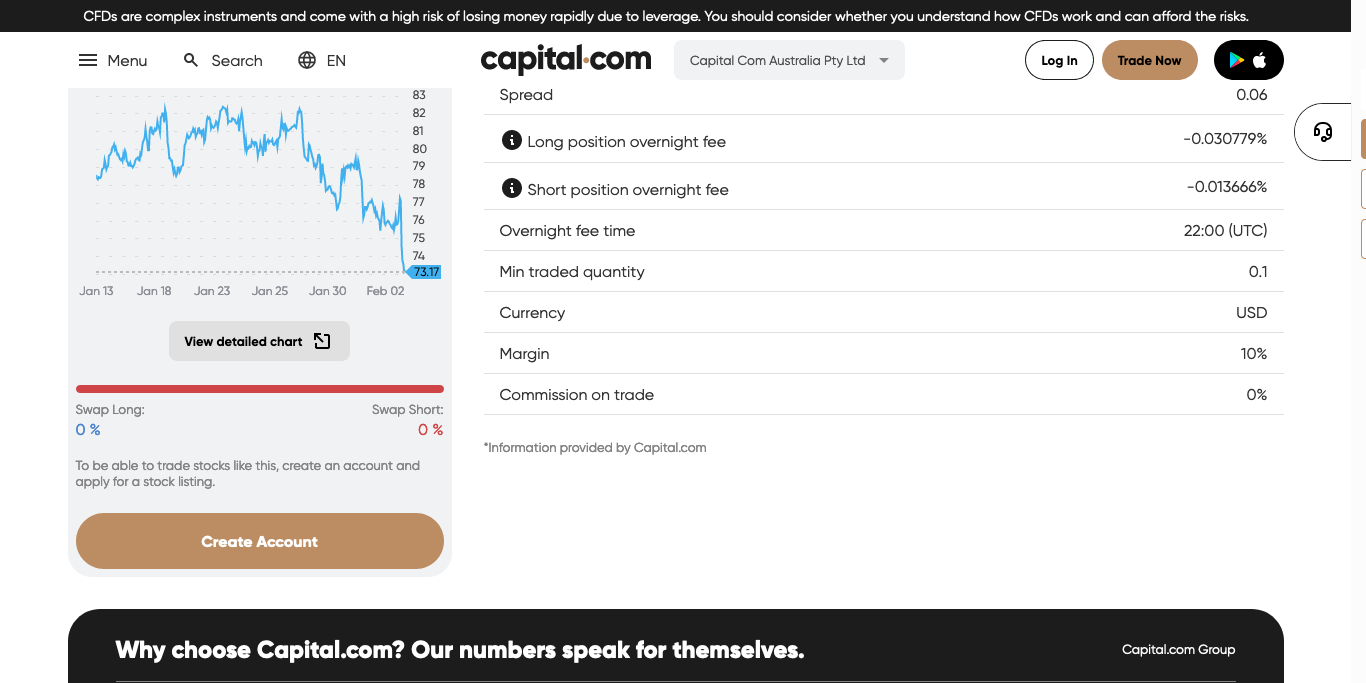 CFDs are complex instruments and come with a high risk of losing money rapidly due to leverage. You should consider whether you understand how CFDs work and can afford the risks.
Menu
Search
EN
capital.com
Capital Com Australia Pty Ltd
Log In
Trade Now
83
82
81
80
79
78
77
76
75
74
73.17
Jan 13
Jan 18
Jan 23
Jan 25
Jan 30
Feb 02
View detailed chart
Swap Long:
Swap Short:
0 %
0 %
To be able to trade stocks like this, create an account and
apply for a stock listing.
Create Account
Spread 0.06
Long position overnight fee -0.030779%
Short position overnight fee -0.013666%
Overnight fee time 22:00 (UTC)
Min traded quantity 0.1
Currency USD
Margin 10%
Commission on trade 0%
*Information provided by Capital.com
Why choose Capital.com? Our numbers speak for themselves.
Capital.com Group